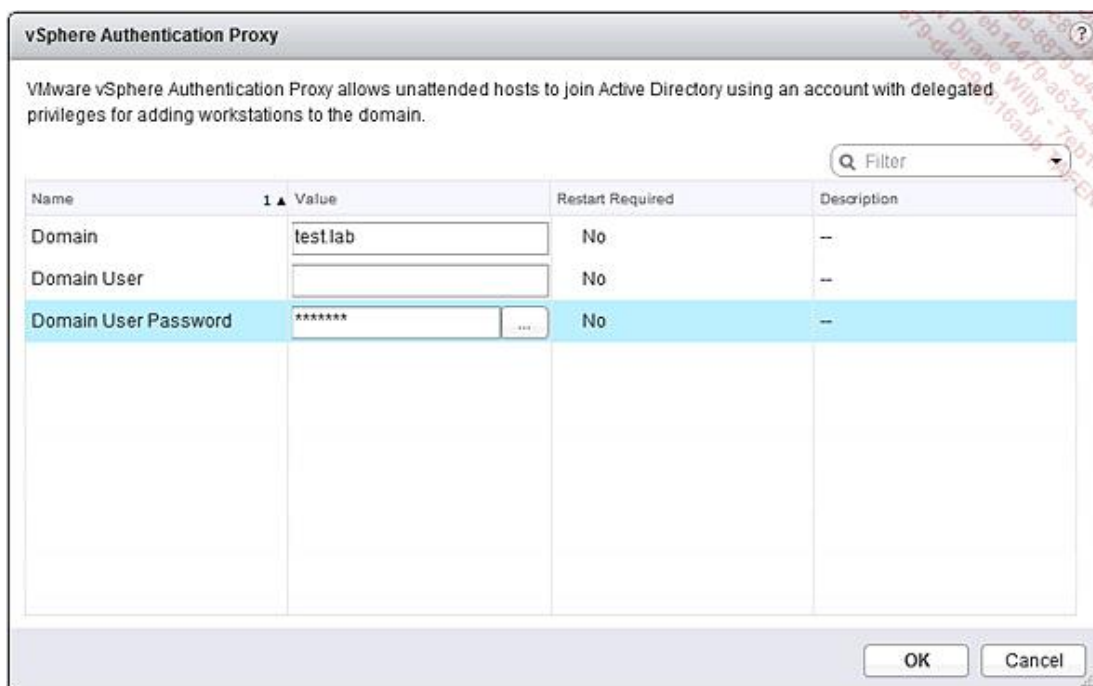 vSphere Authentication Proxy
?
VMware vSphere Authentication Proxy allows unattended hosts to join Active Directory using an account with delegated
privileges for adding workstations to the domain.
Filter
Name 1 ▲ Value Restart Required Description
Domain test.lab No --
Domain User No --
Domain User Password ******* ... No --
OK Cancel